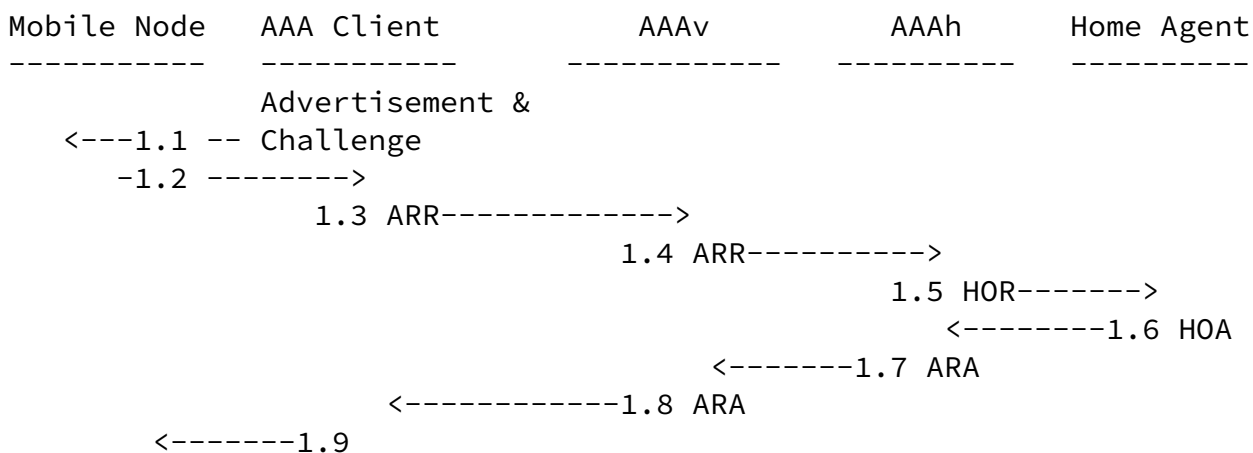 Mobile Node   AAA Client            AAAv            AAAh       Home Agent
-----------   -----------      ------------   ----------   ----------
              Advertisement &
   <---1.1 -- Challenge
      -1.2 -------->
                 1.3 ARR------------->
                                  1.4 ARR---------->
                                                 1.5 HOR------->
                                                    <--------1.6 HOA
                                       <-------1.7 ARA
                     <------------1.8 ARA
        <-------1.9